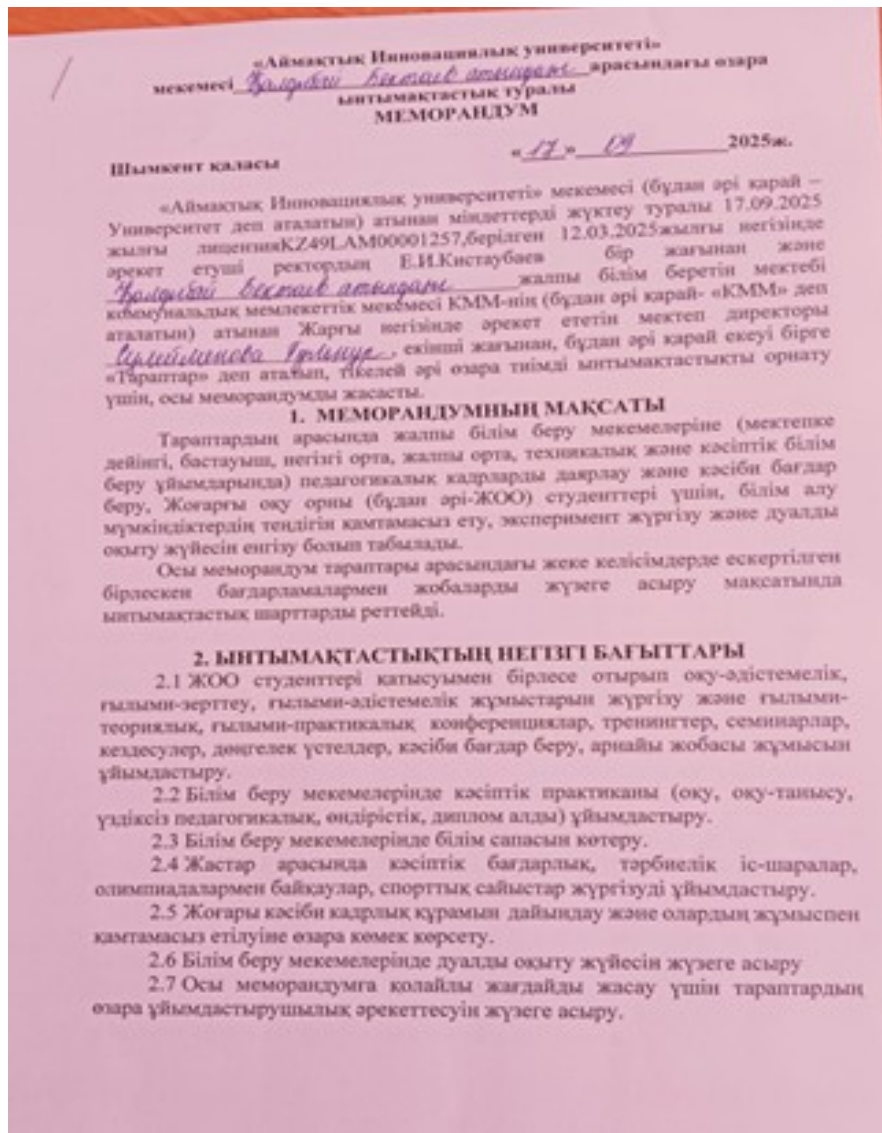 «Аймақтық Инновациялық университеті»
мекемесі Қалдыбай Бектаев атындағы арасындағы өзара
ынтымақтастық туралы
МЕМОРАНДУМ
Шымкент қаласы «17» 09 2025ж.
«Аймақтық Инновациялық университеті» мекемесі (бұдан әрі қарай –
Университет деп аталатын) атынан міндеттерді жүктеу туралы 17.09.2025
жылғы лицензияKZ49LAM00001257,берілген 12.03.2025жылғы негізінде
әрекет етуші ректордың Е.И.Кистаубаев бір жағынан және
Қалдыбай Бектаев атындағы жалпы білім беретін мектебі
коммуналдық мемлекеттік мекемесі КММ-нің (бұдан әрі қарай- «КММ» деп
аталатын) атынан Жарғы негізінде әрекет ететін мектеп директоры
Сулейменова, екінші жағынан, бұдан әрі қарай екеуі бірге
«Тараптар» деп аталып, тікелей әрі өзара тиімді ынтымақтастықты орнату
үшін, осы меморандумды жасасты.
1. МЕМОРАНДУМНЫҢ МАҚСАТЫ
Тараптардың арасында жалпы білім беру мекемелеріне (мектепке
дейінгі, бастауыш, негізгі орта, жалпы орта, техникалық және кәсіптік білім
беру ұйымдарында) педагогикалық кадрларды даярлау және кәсіби бағдар
беру, Жоғарғы оқу орны (бұдан әрі-ЖОО) студенттері үшін, білім алу
мүмкіндіктердің теңдігін қамтамасыз ету, эксперимент жүргізу және дуалды
оқыту жүйесін енгізу болып табылады.
Осы меморандум тараптары арасындағы жеке келісімдерде ескертілген
бірлескен бағдарламалармен жобаларды жүзеге асыру мақсатында
ынтымақтастық шарттарды реттейді.
2. ЫНТЫМАҚТАСТЫҚТЫҢ НЕГІЗГІ БАҒЫТТАРЫ
2.1 ЖОО студенттері қатысуымен бірлесе отырып оқу-әдістемелік,
ғылыми-зерттеу, ғылыми-әдістемелік жұмыстарын жүргізу және ғылыми-
теориялық, ғылыми-практикалық конференциялар, тренингтер, семинарлар,
кездесулер, дөңгелек үстелдер, кәсіби бағдар беру, арнайы жобасы жұмысын
ұйымдастыру.
2.2 Білім беру мекемелерінде кәсіптік практиканы (оқу, оқу-танысу,
үздіксіз педагогикалық, өндірістік, диплом алды) ұйымдастыру.
2.3 Білім беру мекемелерінде білім сапасын көтеру.
2.4 Жастар арасында кәсіптік бағдарлық, тәрбиелік іс-шаралар,
олимпиадалармен байқаулар, спорттық сайыстар жүргізуді ұйымдастыру.
2.5 Жоғары кәсіби кадрлық құрамын дайындау және олардың жұмыспен
қамтамасыз етілуіне өзара көмек көрсету.
2.6 Білім беру мекемелерінде дуалды оқыту жүйесін жүзеге асыру
2.7 Осы меморандумға қолайлы жағдайды жасау үшін тараптардың
өзара ұйымдастырушылық әрекеттесуін жүзеге асыру.